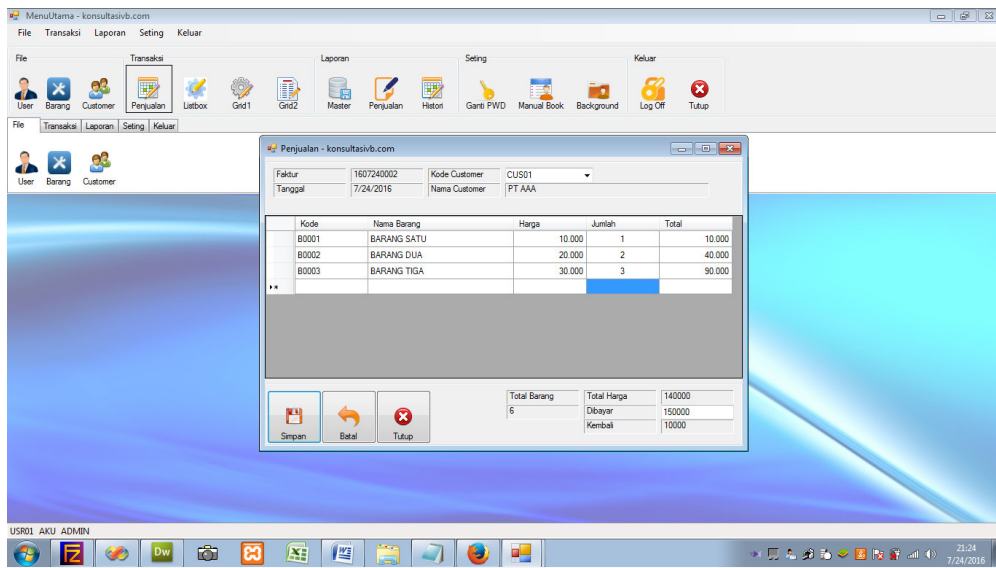 MenuUtama - konsultasivb.com
File Transaksi Laporan Seting Keluar
File Transaksi Laporan Seting Keluar
User Barang Customer Penjualan Listbox Grid1 Grid2 Master Penjualan Histori Ganti PWD Manual Book Background Log Off Tutup
File Transaksi Laporan Seting Keluar
User Barang Customer
Penjualan - konsultasivb.com
Faktur 1607240002 Kode Customer CUS01
Tanggal 7/24/2016 Nama Customer PT AAA
Kode Nama Barang Harga Jumlah Total
B0001 BARANG SATU 10.000 1 10.000
B0002 BARANG DUA 20.000 2 40.000
B0003 BARANG TIGA 30.000 3 90.000
Total Barang Total Harga 140000
6 Dibayar 150000
Kembali 10000
Simpan Batal Tutup
USR01 AKU ADMIN
Dw
21:24
7/24/2016